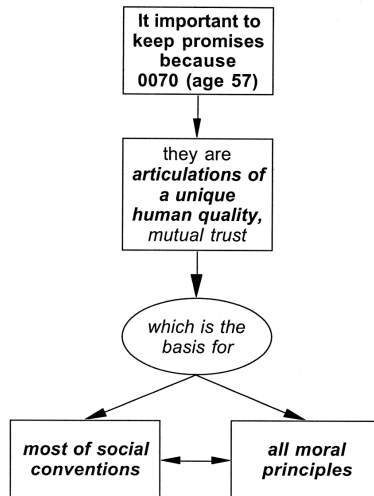 It important to
keep promises
because
0070 (age 57)
they are
articulations of
a unique
human quality,
mutual trust
which is the
basis for
most of social
conventions
all moral
principles